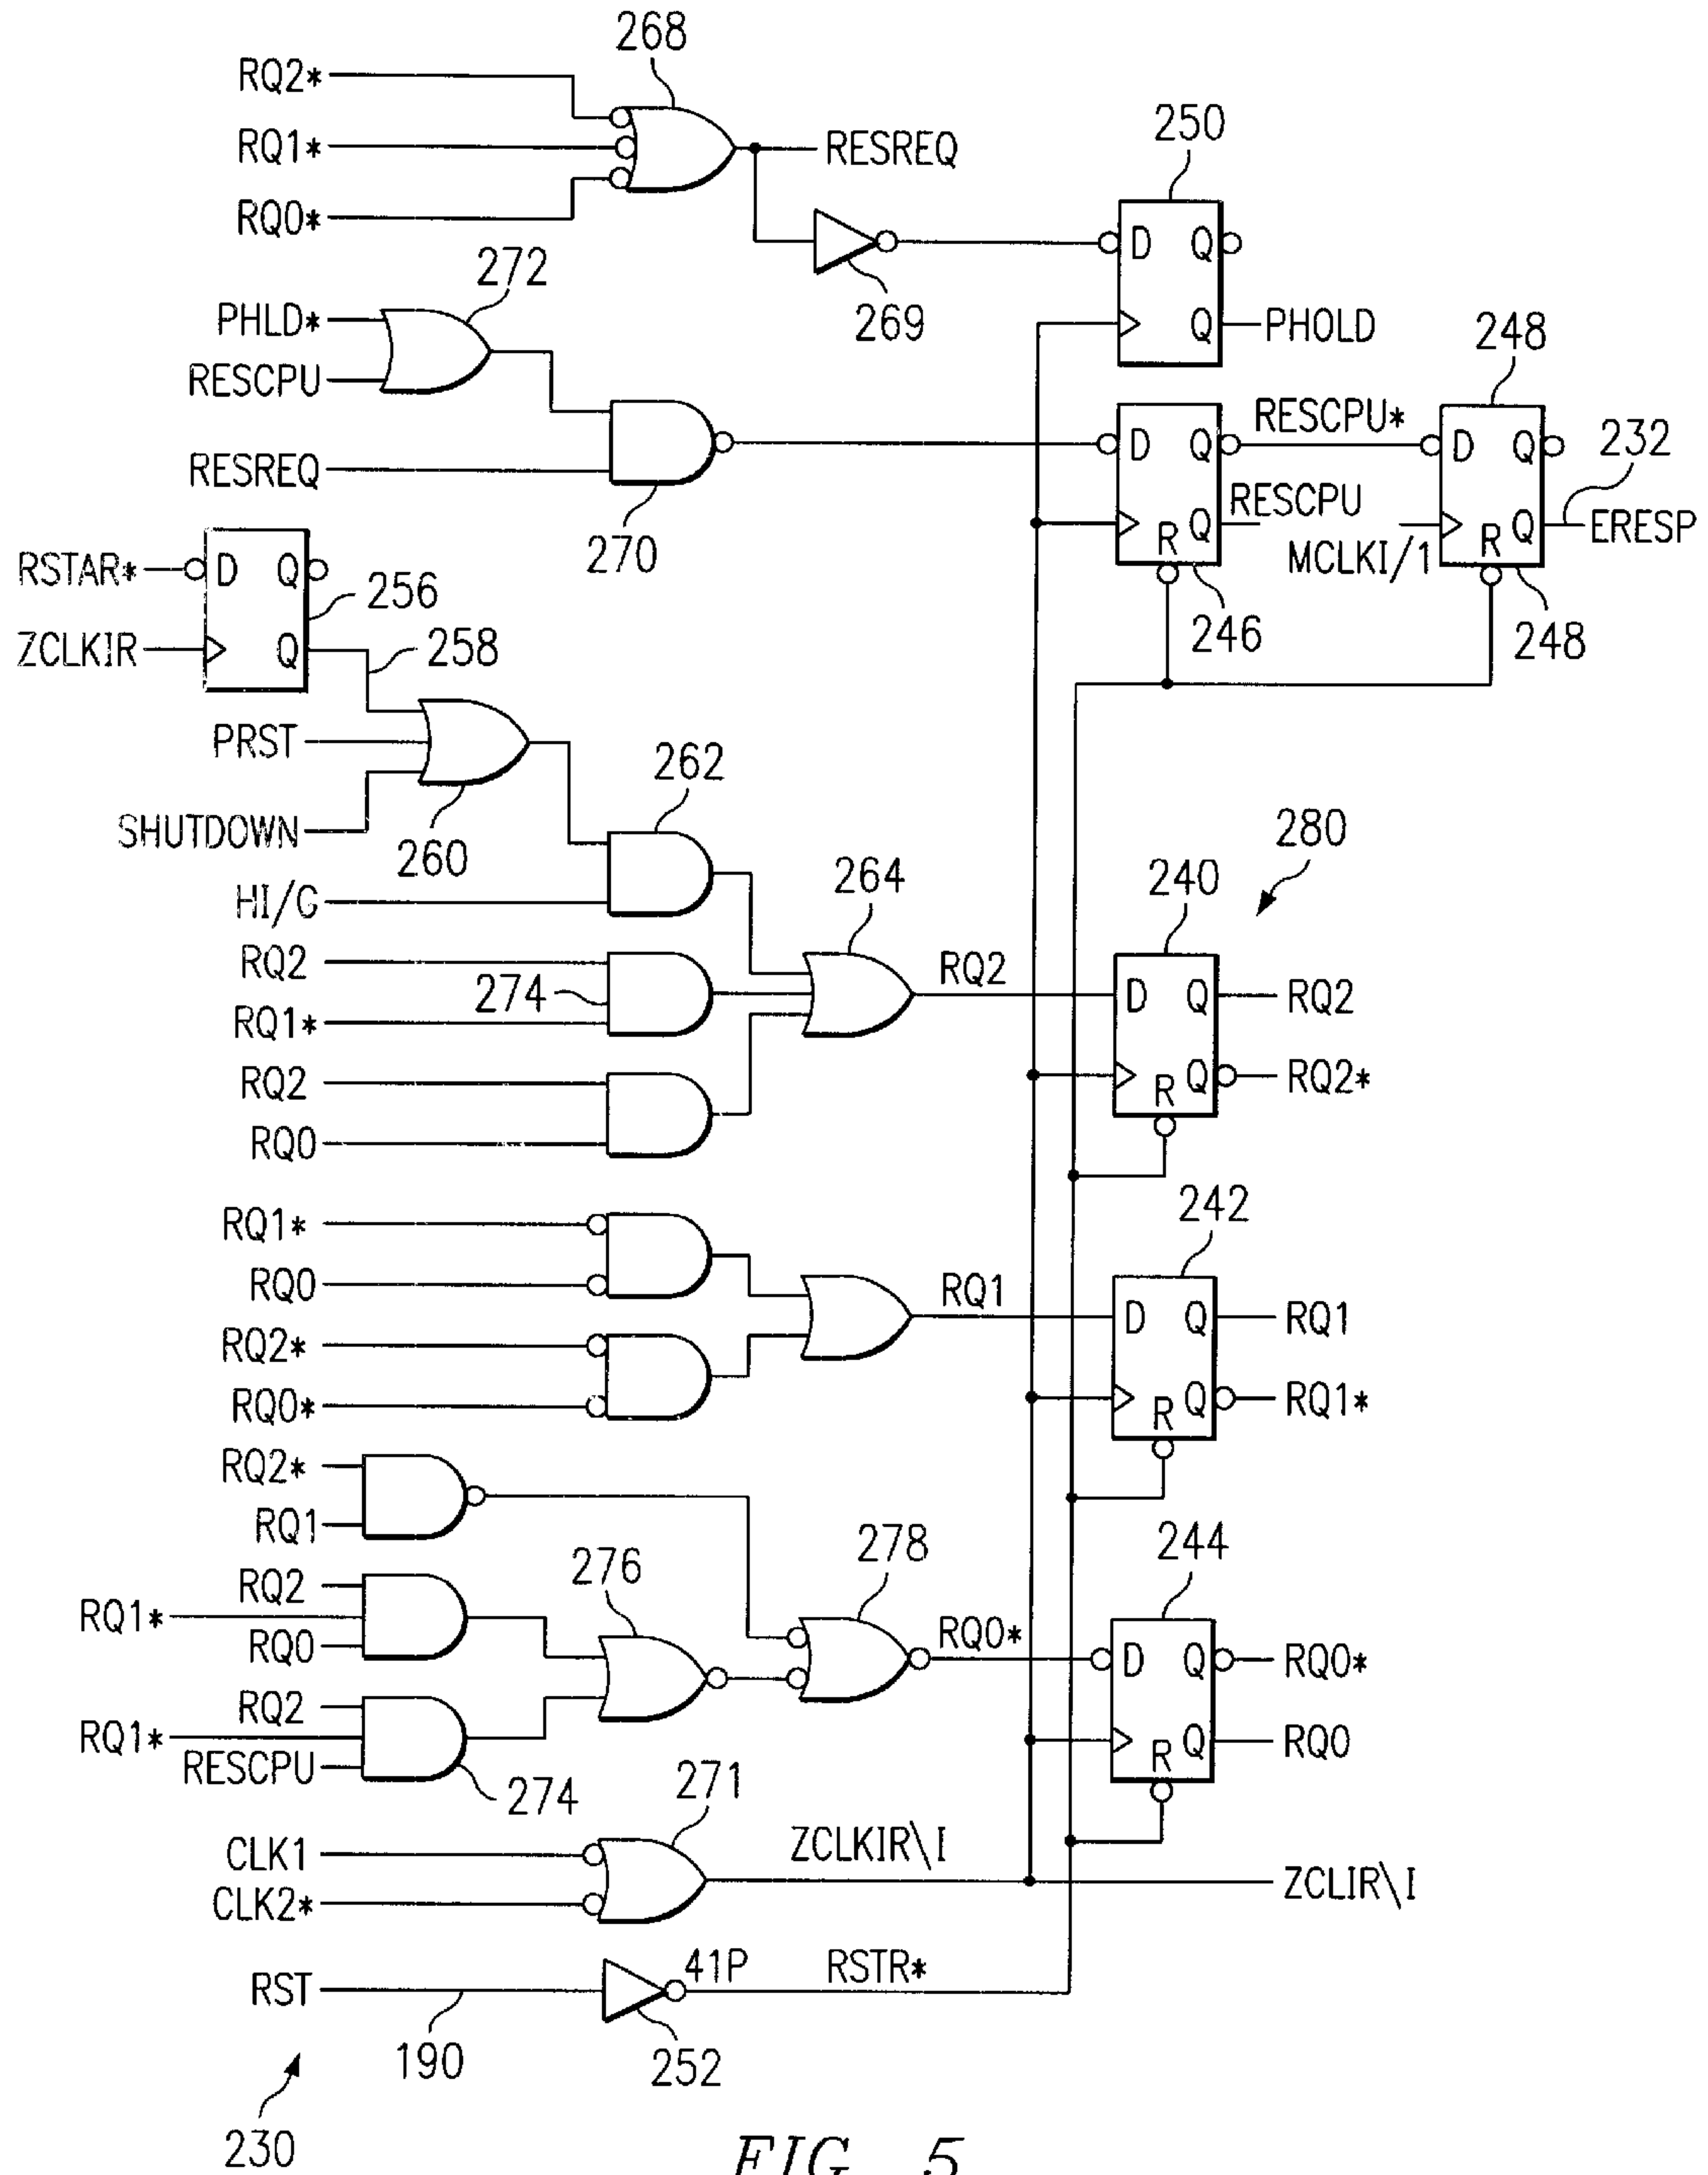 268
RQ2*
RQ1*
RQ0*
RESREQ
250
D Q
Q
PHOLD
269
272
PHLD*
RESCPU
RESREQ
270
D Q
R Q
RESCPU*
RESCPU
246
248
D Q
R Q
MCLKI/1
232
ERESP
248
RSTAR*
ZCLKIR
D Q
Q
256
258
PRST
SHUTDOWN
260
262
HI/G
RQ2
274
RQ1*
RQ2
RQ0
264
RQ2
280
240
D Q
R Q
RQ2
RQ2*
RQ1*
RQ0
RQ2*
RQ0*
RQ1
242
D Q
R Q
RQ1
RQ1*
RQ2*
RQ1
RQ2
RQ1*
RQ0
276
278
RQ0*
RQ2
RQ1*
RESCPU
274
244
D Q
R Q
RQ0*
RQ0
271
CLK1
CLK2*
ZCLKIR\I
ZCLIR\I
RST
190
41P
RSTR*
252
230
FIG. 5